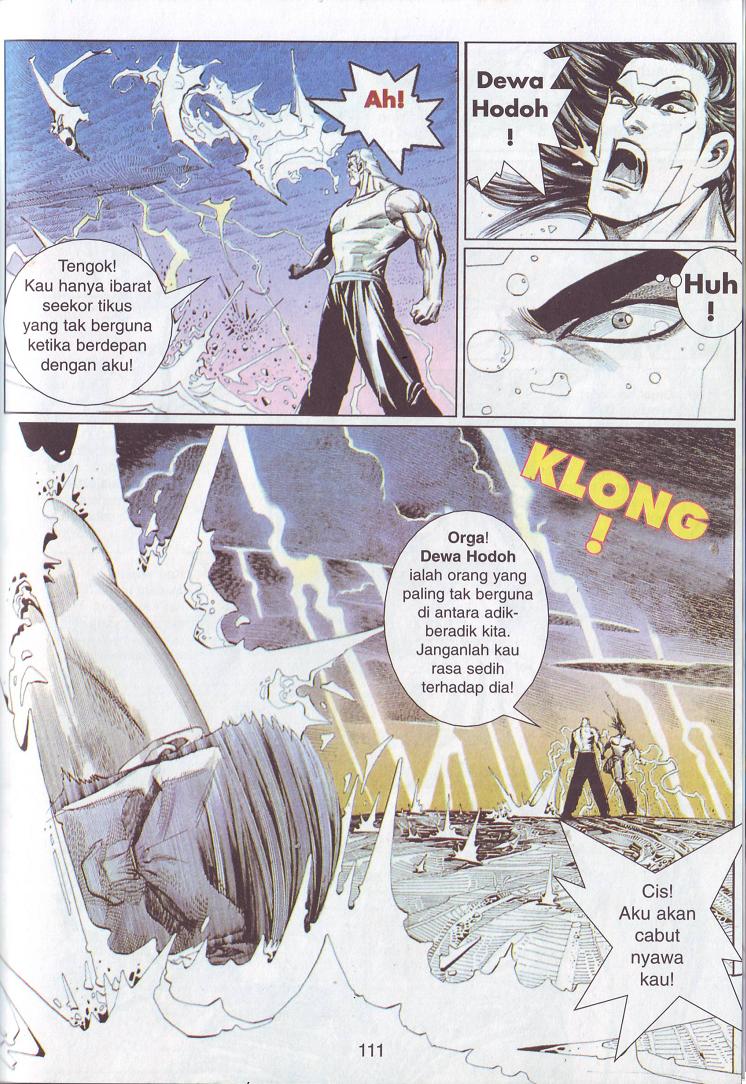 Ah!
Tengok!
Kau hanya ibarat
seekor tikus
yang tak berguna
ketika berdepan
dengan aku!
Dewa
Hodoh
!
Huh
!
KLONG
!
Orga!
Dewa Hodoh
ialah orang yang
paling tak berguna
di antara adik-
beradik kita.
Janganlah kau
rasa sedih
terhadap dia!
Cis!
Aku akan
cabut
nyawa
kau!
111